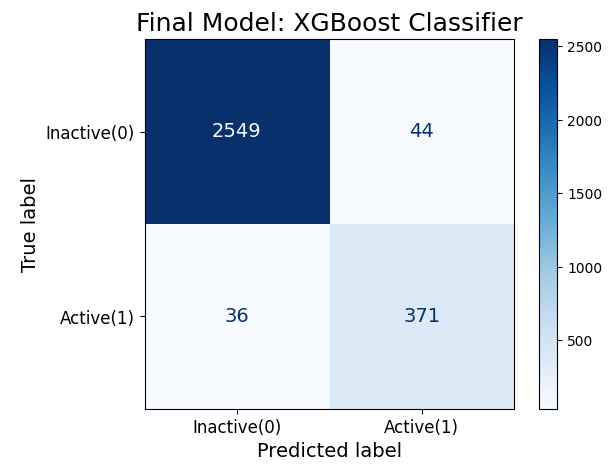 Final Model: XGBoost Classifier
True label
Inactive(0)
2549
44
Active(1)
36
371
Inactive(0)
Active(1)
Predicted label
2500
2000
1500
1000
500